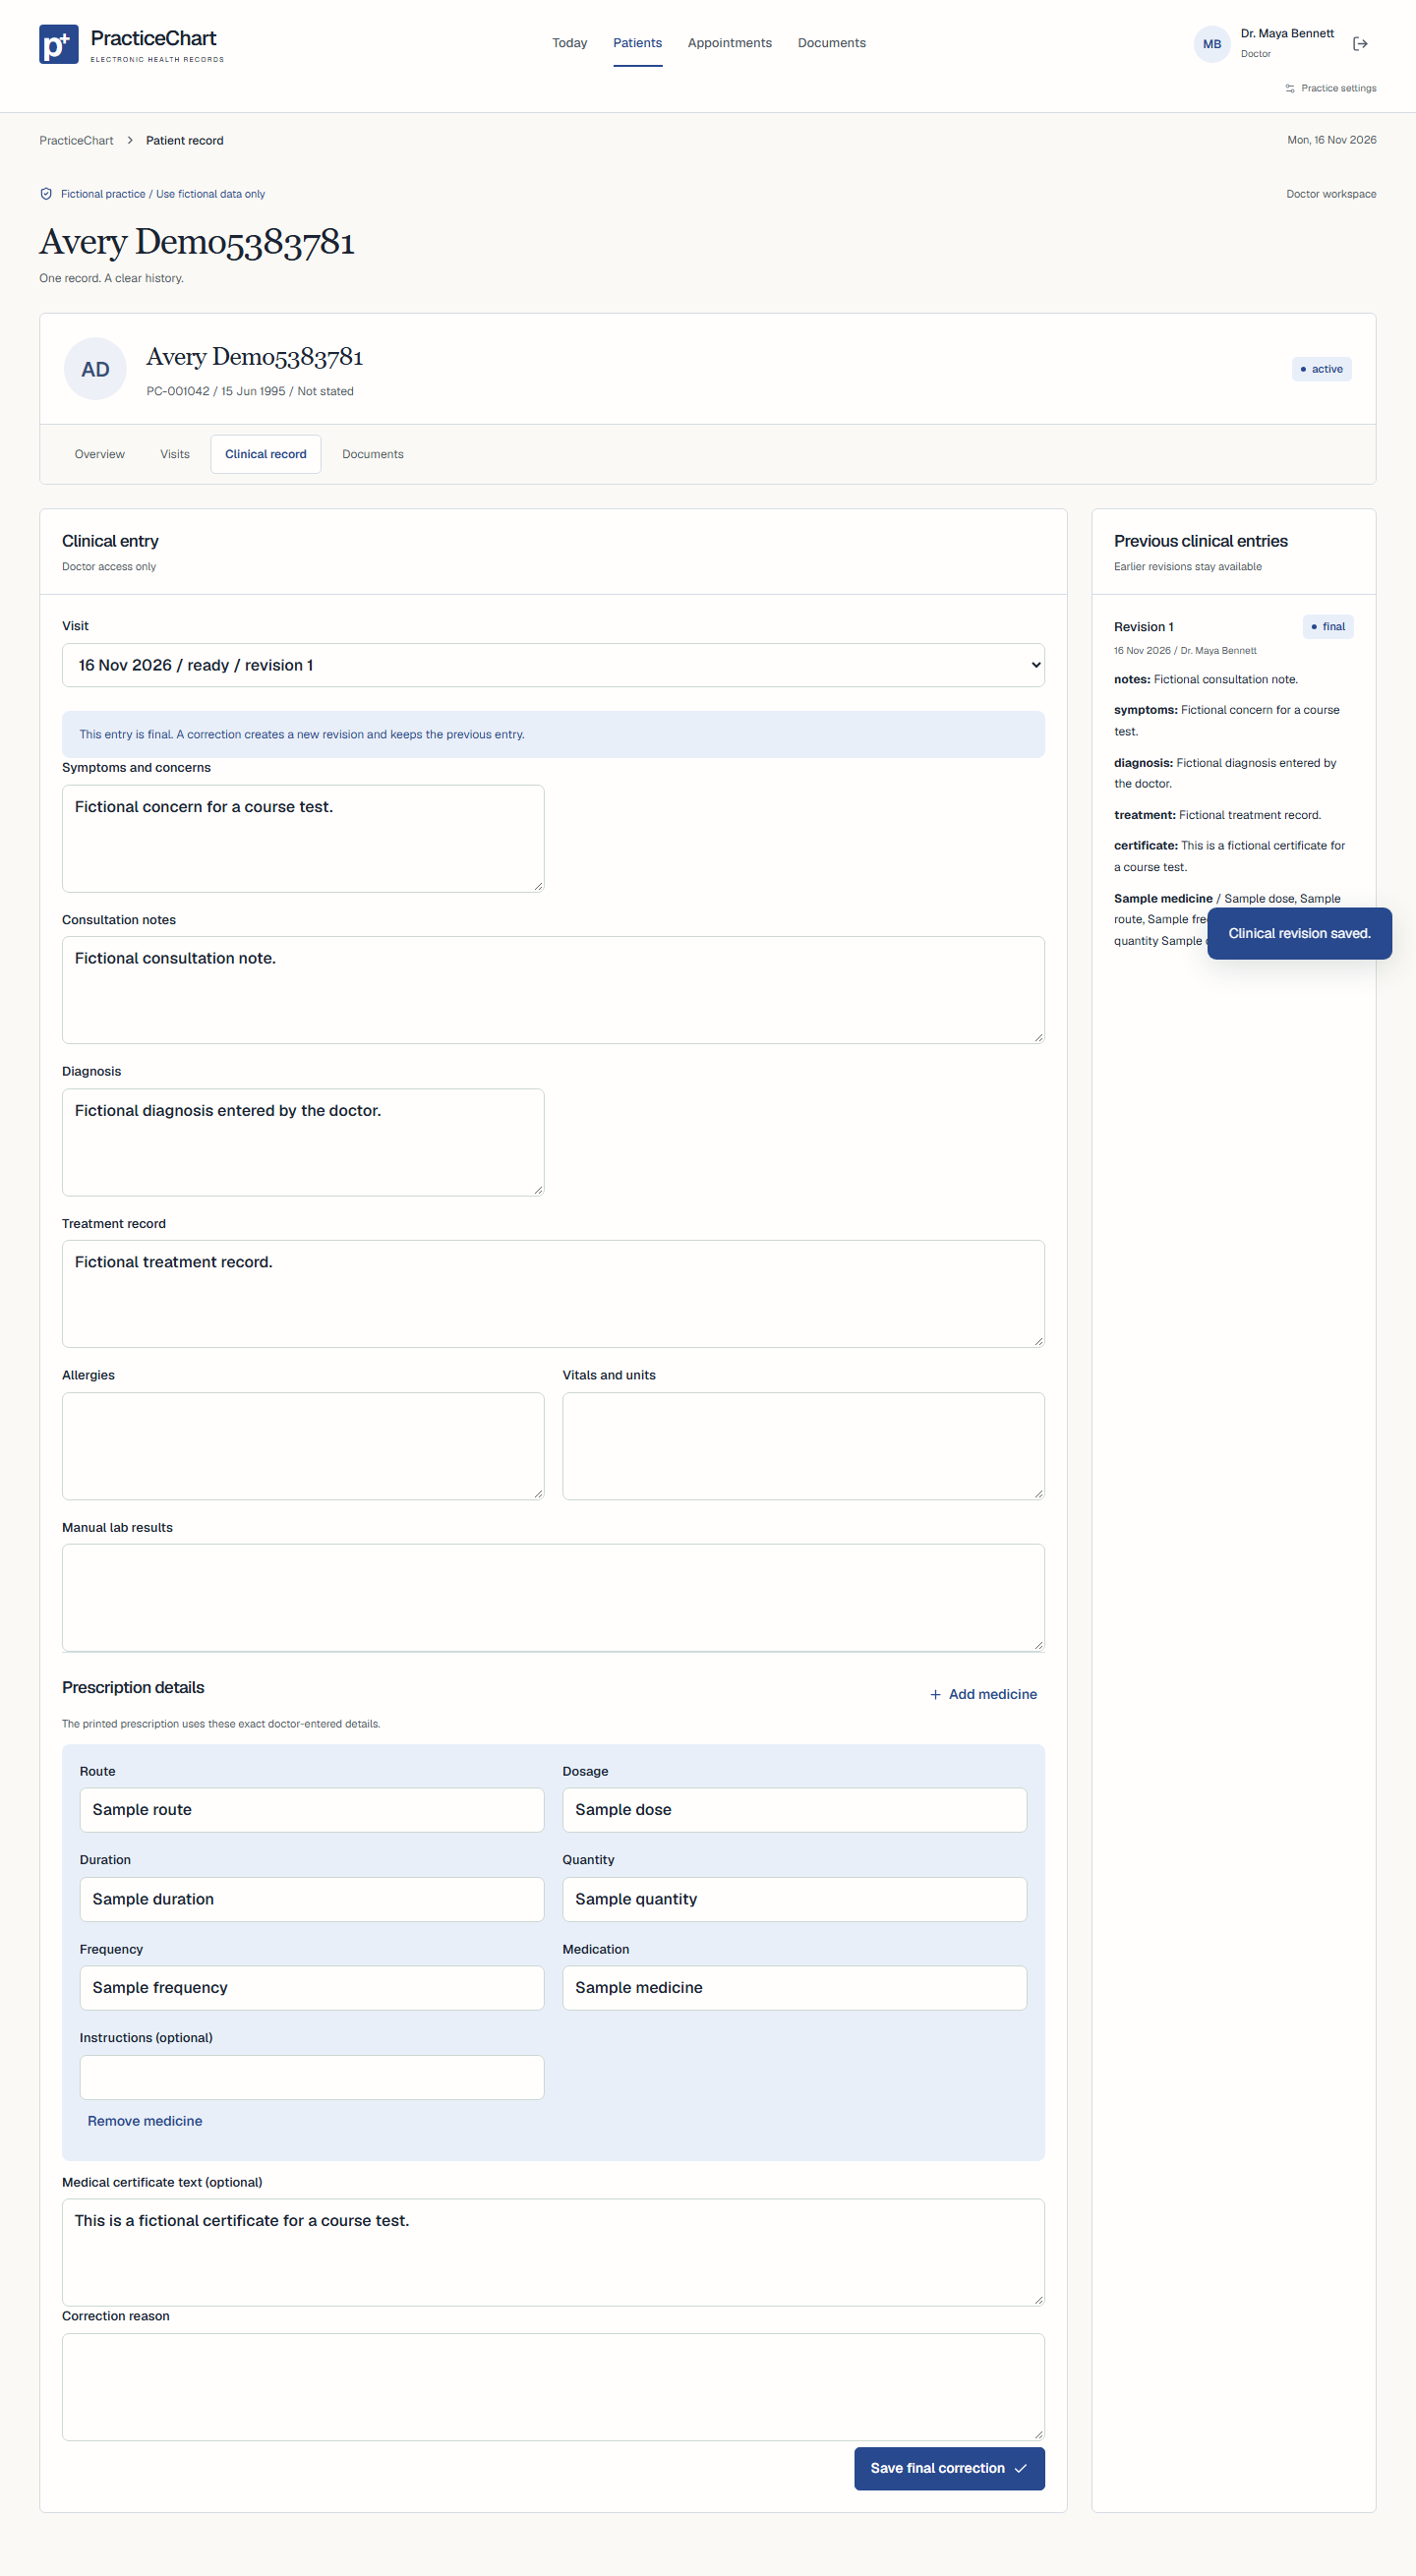 PracticeChart
ELECTRONIC HEALTH RECORDS
Today
Patients
Appointments
Documents
MB
Dr. Maya Bennett
Doctor
Practice settings
PracticeChart
Patient record
Mon, 16 Nov 2026
Fictional practice / Use fictional data only
Doctor workspace
Avery Demo5383781
One record. A clear history.
AD
Avery Demo5383781
PC-001042 / 15 Jun 1995 / Not stated
active
Overview
Visits
Clinical record
Documents
Clinical entry
Doctor access only
Visit
16 Nov 2026 / ready / revision 1
This entry is final. A correction creates a new revision and keeps the previous entry.
Symptoms and concerns
Fictional concern for a course test.
Consultation notes
Fictional consultation note.
Diagnosis
Fictional diagnosis entered by the doctor.
Treatment record
Fictional treatment record.
Allergies
Vitals and units
Manual lab results
Prescription details
Add medicine
The printed prescription uses these exact doctor-entered details.
Route
Dosage
Sample route
Sample dose
Duration
Quantity
Sample duration
Sample quantity
Frequency
Medication
Sample frequency
Sample medicine
Instructions (optional)
Remove medicine
Medical certificate text (optional)
This is a fictional certificate for a course test.
Correction reason
Save final correction
Previous clinical entries
Earlier revisions stay available
Revision 1
final
16 Nov 2026 / Dr. Maya Bennett
notes: Fictional consultation note.
symptoms: Fictional concern for a course
test.
diagnosis: Fictional diagnosis entered by
the doctor.
treatment: Fictional treatment record.
certificate: This is a fictional certificate for
a course test.
Sample medicine / Sample dose, Sample
route, Sample
quantity Sample
Clinical revision saved.